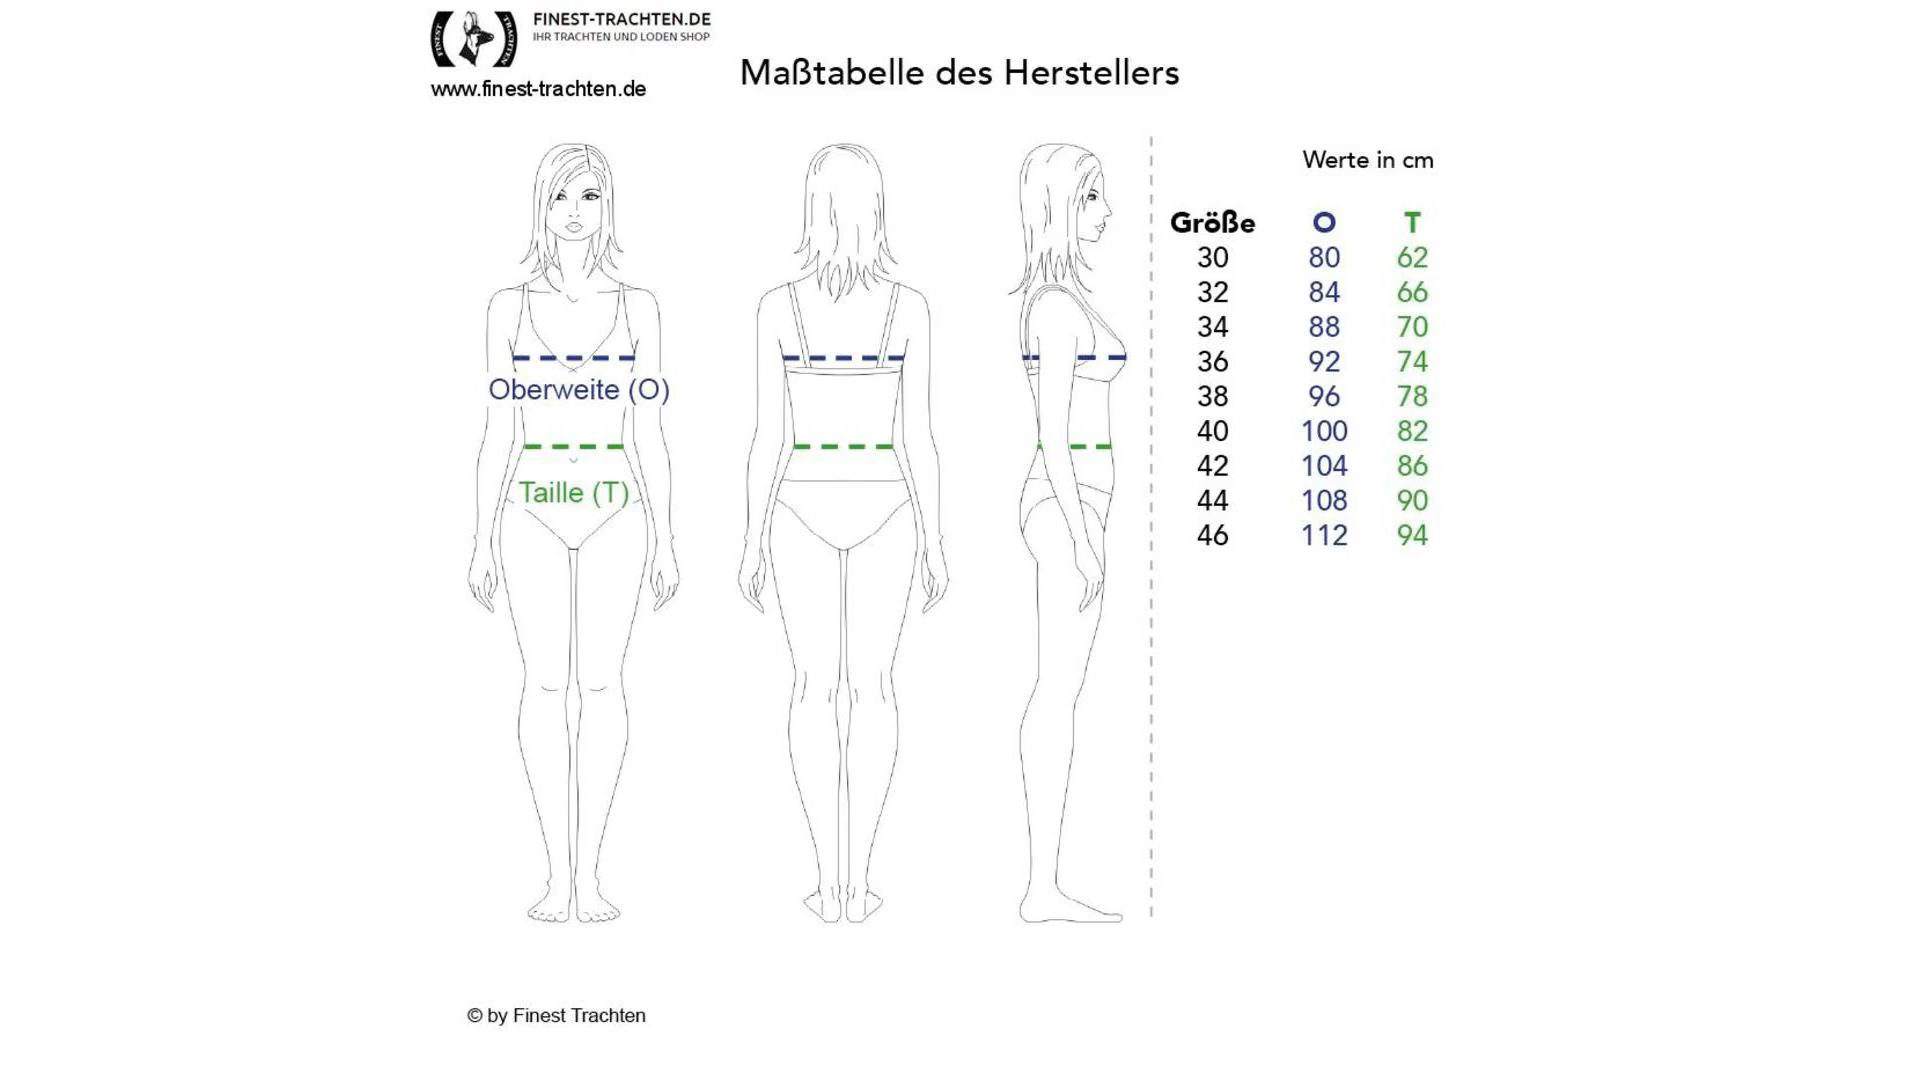 FINEST TRACHTEN
FINEST-TRACHTEN.DE
IHR TRACHTEN UND LODEN SHOP
www.finest-trachten.de
Maßtabelle des Herstellers
Oberweite (O)
Taille (T)
Werte in cm
Größe O T
30 80 62
32 84 66
34 88 70
36 92 74
38 96 78
40 100 82
42 104 86
44 108 90
46 112 94
© by Finest Trachten